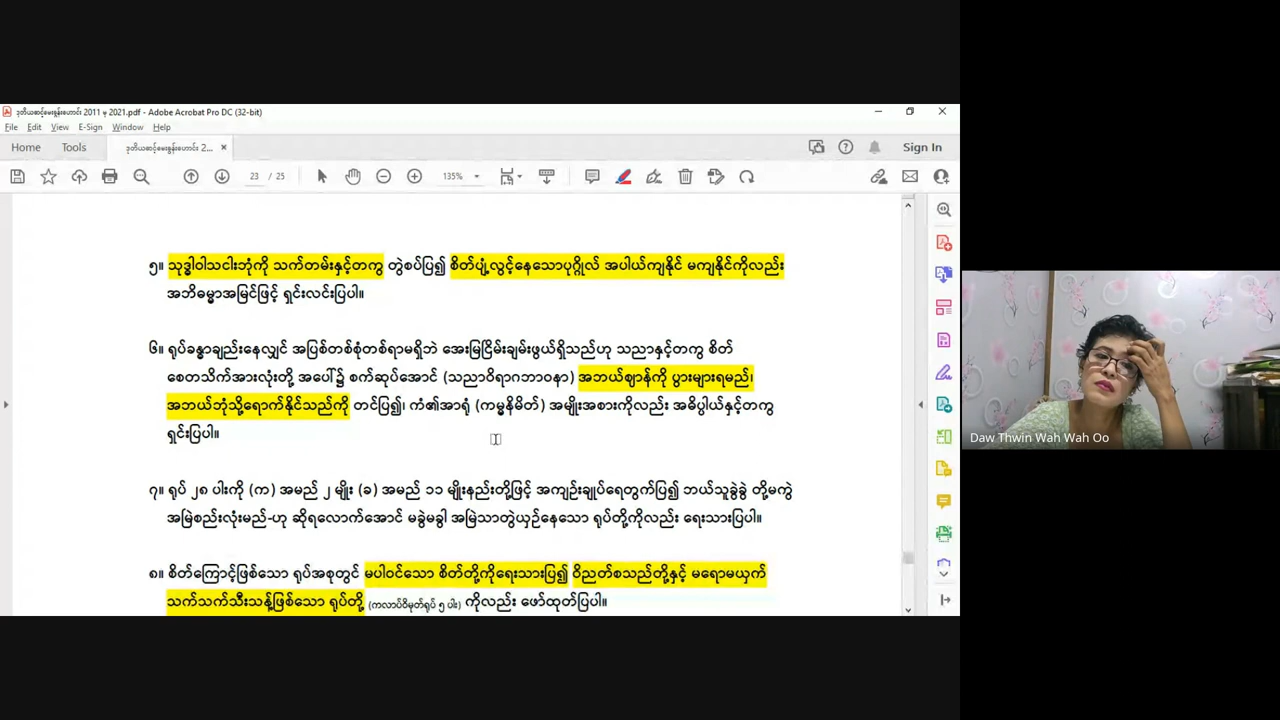 ဒုတိယဆင့်မေးခွန်းဟောင်း 2011 မှ 2021.pdf - Adobe Acrobat Pro DC (32-bit)
File Edit View E-Sign Window Help
Home Tools ဒုတိယဆင့်မေးခွန်းဟောင်း 2... × Sign In
23 / 25 135%
၅။ သုဒ္ဓါဝါသငါးဘုံကို သက်တမ်းနှင့်တကွ တွဲစပ်ပြ၍ စိတ်ပျံ့လွင့်နေသောပုဂ္ဂိုလ် အပါယ်ကျနိုင် မကျနိုင်ကိုလည်း
အဘိဓမ္မာအမြင်ဖြင့် ရှင်းလင်းပြပါ။
၆။ ရုပ်ခန္ဓာချည်းနေလျှင် အပြစ်တစ်စုံတစ်ရာမရှိဘဲ အေးမြငြိမ်းချမ်းဖွယ်ရှိသည်ဟု သညာနှင့်တကွ စိတ်
စေတသိက်အားလုံးတို့ အပေါ်၌ စက်ဆုပ်အောင် (သညာဝိရာဂဘာဝနာ) အဘယ်ဈာန်ကို ပွားများရမည်၊
အဘယ်ဘုံသို့ရောက်နိုင်သည်ကို တင်ပြ၍၊ ကံ၏အာရုံ (ကမ္မနိမိတ်) အမျိုးအစားကိုလည်း အဓိပ္ပါယ်နှင့်တကွ
ရှင်းပြပါ။
၇။ ရုပ် ၂၈ ပါးကို (က) အမည် ၂ မျိုး (ခ) အမည် ၁၁ မျိုးနည်းတို့ဖြင့် အကျဉ်းချုပ်ရေတွက်ပြ၍ ဘယ်သူခွဲခွဲ တို့မကွဲ
အမြဲစည်းလုံးမည်-ဟု ဆိုရလောက်အောင် မခွဲမခွါ အမြဲသာတွဲယှဉ်နေသော ရုပ်တို့ကိုလည်း ရေးသားပြပါ။
၈။ စိတ်ကြောင့်ဖြစ်သော ရုပ်အစုတွင် မပါဝင်သော စိတ်တို့ကိုရေးသားပြ၍ ဝိညတ်စသည်တို့နှင့် မရောမယှက်
သက်သက်သီးသန့်ဖြစ်သော ရုပ်တို့ (ကလာပ်ဝိမုတ်ရုပ် ၅ ပါး) ကိုလည်း ဖော်ထုတ်ပြပါ။
Daw Thwin Wah Wah Oo